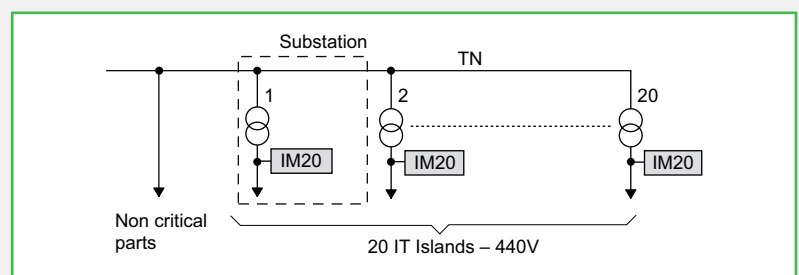 Substation
TN
1
2
20
IM20
IM20
IM20
Non critical
parts
20 IT Islands – 440V